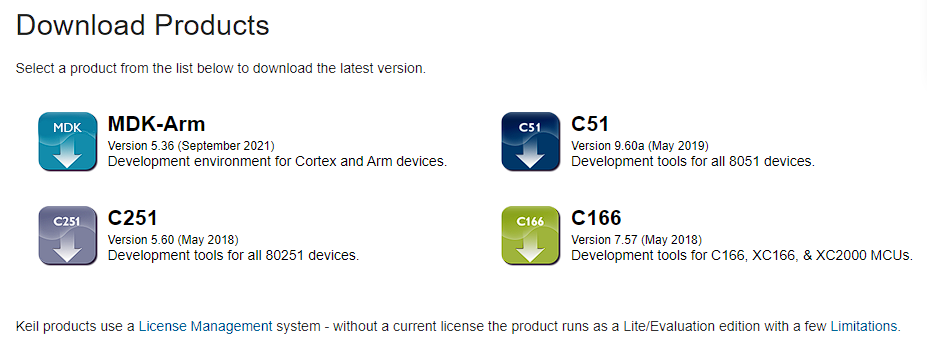 Download Products
Select a product from the list below to download the latest version.
MDK
MDK-Arm
Version 5.36 (September 2021)
Development environment for Cortex and Arm devices.
C51
C51
Version 9.60a (May 2019)
Development tools for all 8051 devices.
C251
C251
Version 5.60 (May 2018)
Development tools for all 80251 devices.
C166
C166
Version 7.57 (May 2018)
Development tools for C166, XC166, & XC2000 MCUs.
Keil products use a License Management system - without a current license the product runs as a Lite/Evaluation edition with a few Limitations.